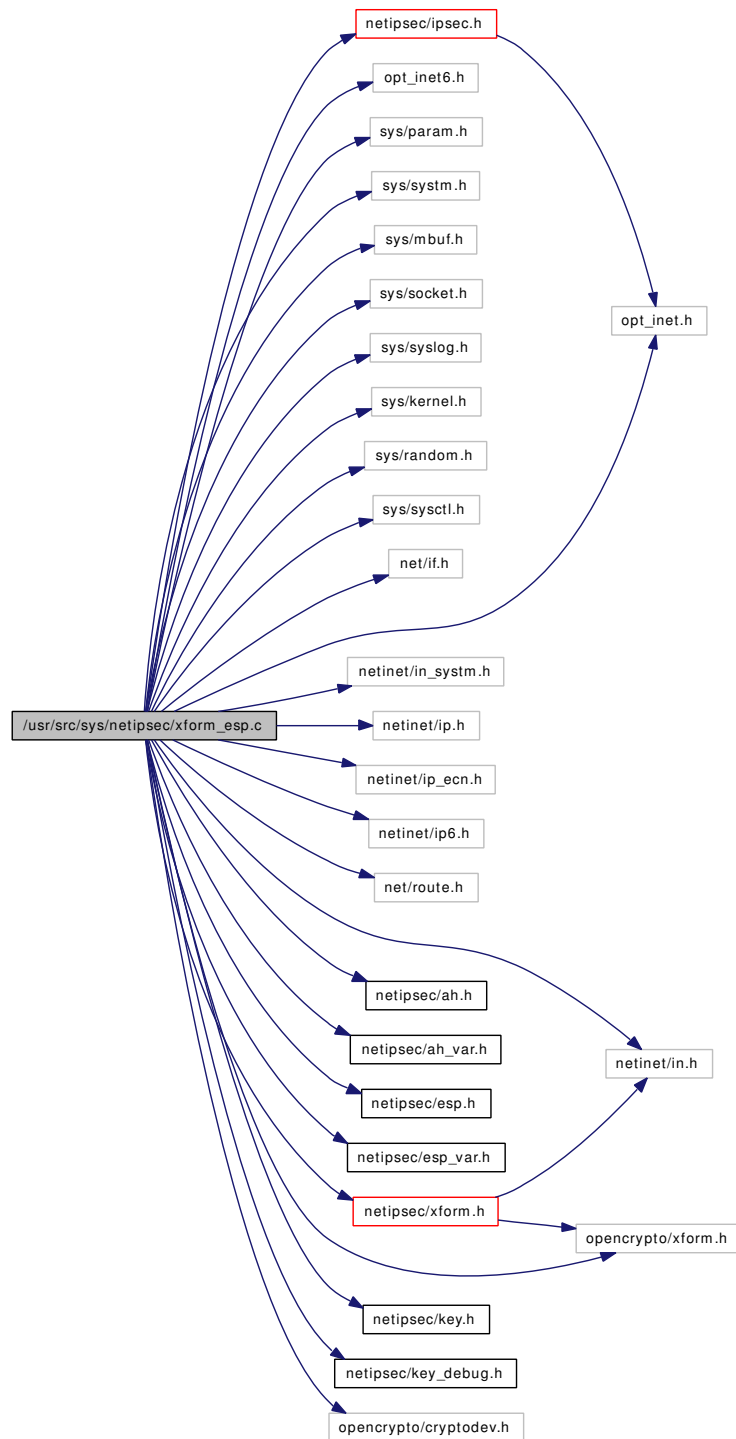 netipsec/ipsec.h
opt_inet6.h
sys/param.h
sys/systm.h
sys/mbuf.h
sys/socket.h
opt_inet.h
sys/syslog.h
sys/kernel.h
sys/random.h
sys/sysctl.h
net/if.h
netinet/in_systm.h
/usr/src/sys/netipsec/xform_esp.c
netinet/ip.h
netinet/ip_ecn.h
netinet/ip6.h
net/route.h
netipsec/ah.h
netipsec/ah_var.h
netinet/in.h
netipsec/esp.h
netipsec/esp_var.h
netipsec/xform.h
opencrypto/xform.h
netipsec/key.h
netipsec/key_debug.h
opencrypto/cryptodev.h